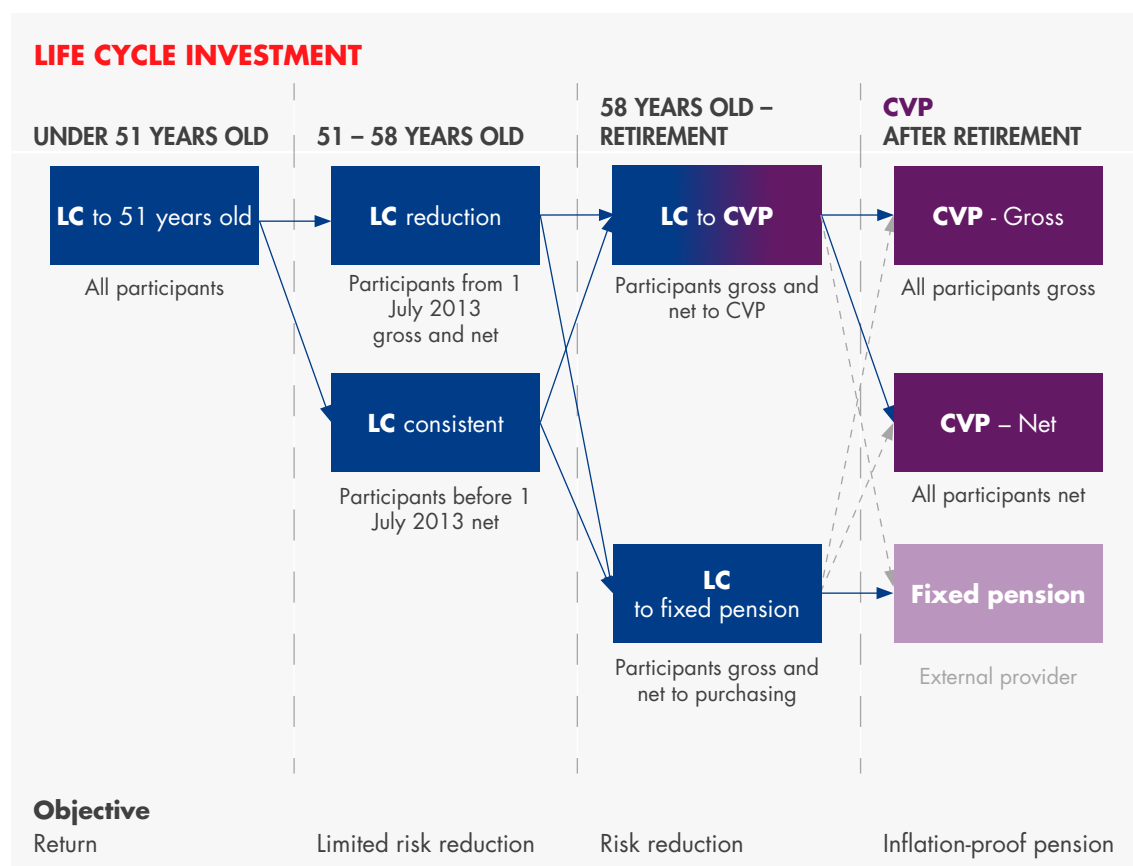 LIFE CYCLE INVESTMENT
UNDER 51 YEARS OLD
51 – 58 YEARS OLD
58 YEARS OLD –
RETIREMENT
CVP
AFTER RETIREMENT
LC to 51 years old
All participants
LC reduction
Participants from 1
July 2013
gross and net
LC consistent
Participants before 1
July 2013 net
LC to CVP
Participants gross and
net to CVP
LC
to fixed pension
Participants gross and
net to purchasing
CVP - Gross
All participants gross
CVP – Net
All participants net
Fixed pension
External provider
Objective
Return
Limited risk reduction
Risk reduction
Inflation-proof pension